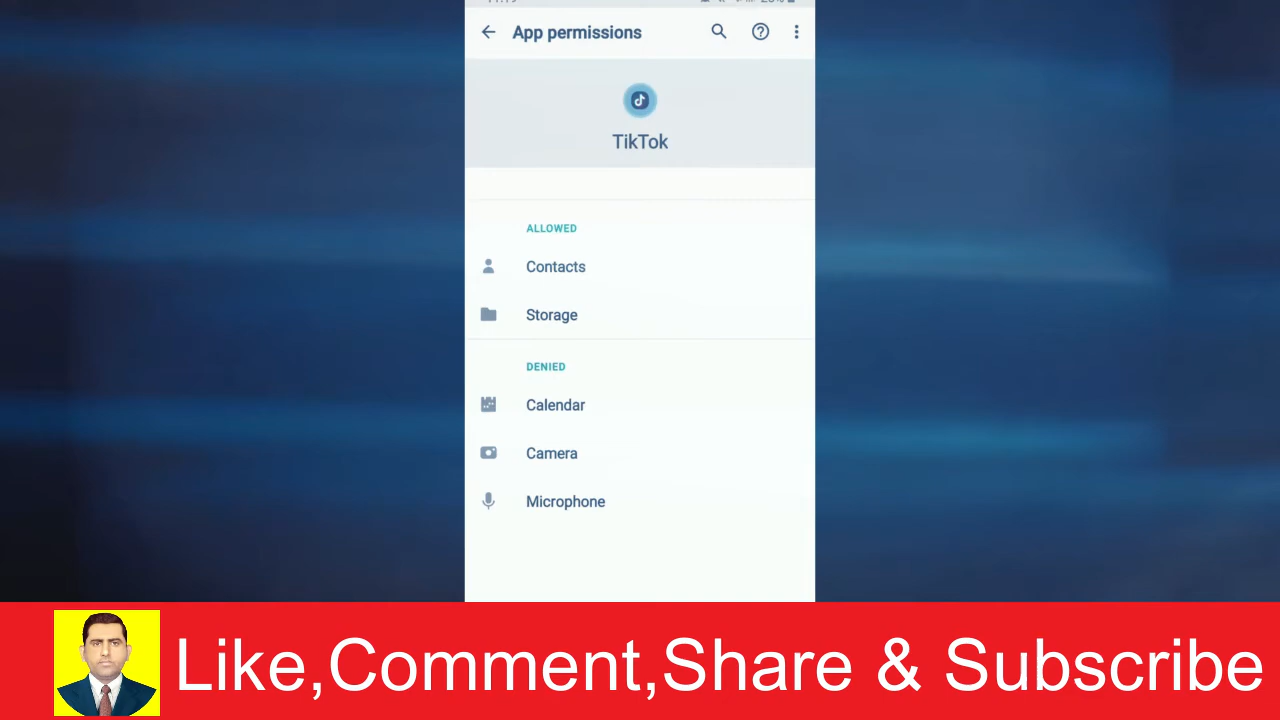 App permissions
TikTok
ALLOWED
Contacts
Storage
DENIED
Calendar
Camera
Microphone
Like,Comment,Share & Subscribe